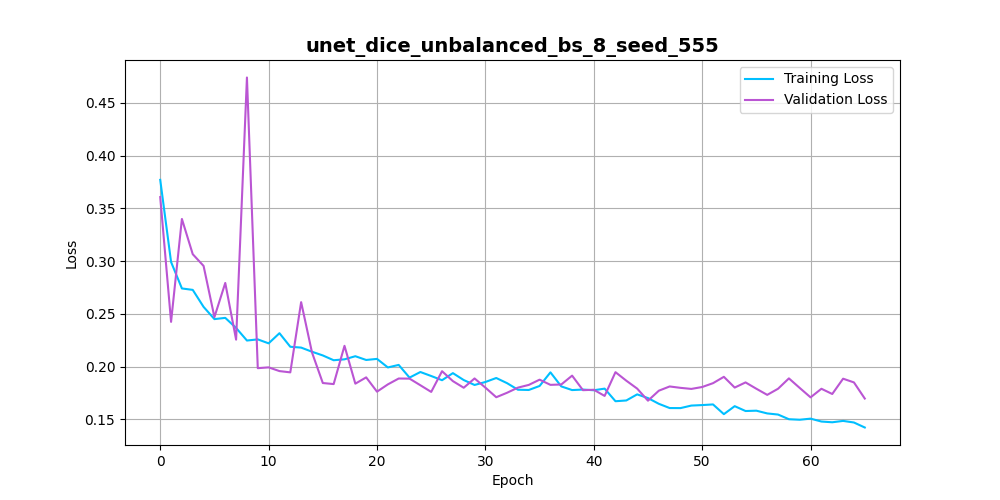 unet_dice_unbalanced_bs_8_seed_555
Training Loss
Validation Loss
0.45
0.40
0.35
0.30
0.25
0.20
0.15
Loss
0 10 20 30 40 50 60
Epoch